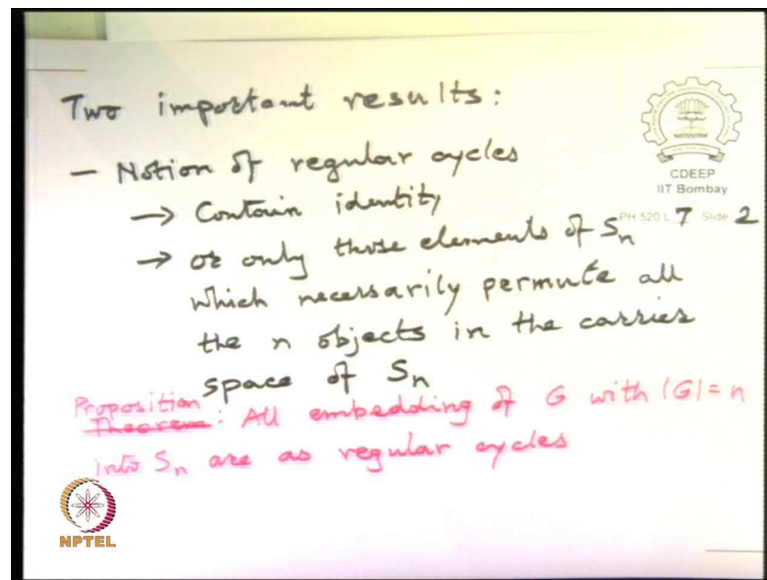 Two important results:
- Notion of regular cycles
→ Contain identity
→ or only those elements of Sn
which necessarily permute all
the n objects in the carrier
space of Sn
Proposition
Theorem: All embedding of G with |G| = n
into Sn are as regular cycles
CDEEP
IIT Bombay
PH 520 L 7 Slide 2
NPTEL